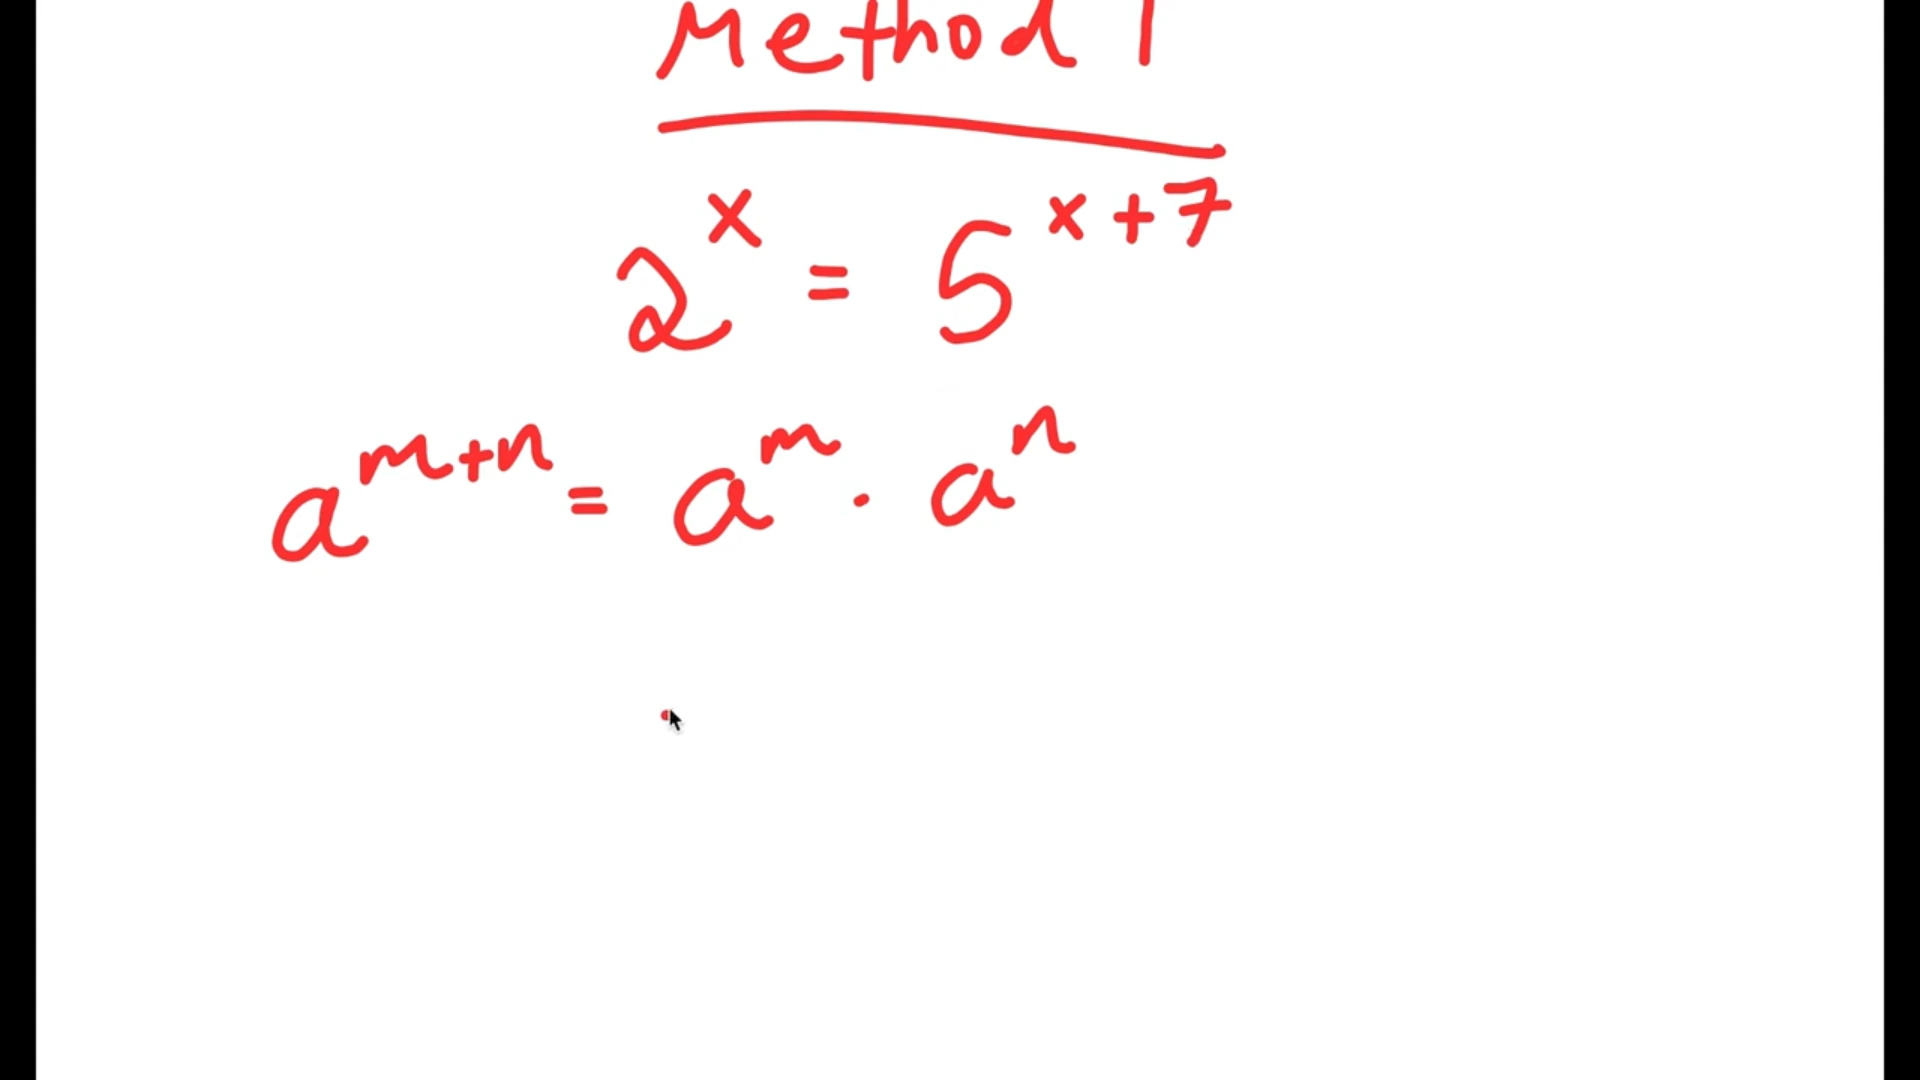 Method 1
2^x = 5^{x+7}
a^{m+n} = a^m · a^n